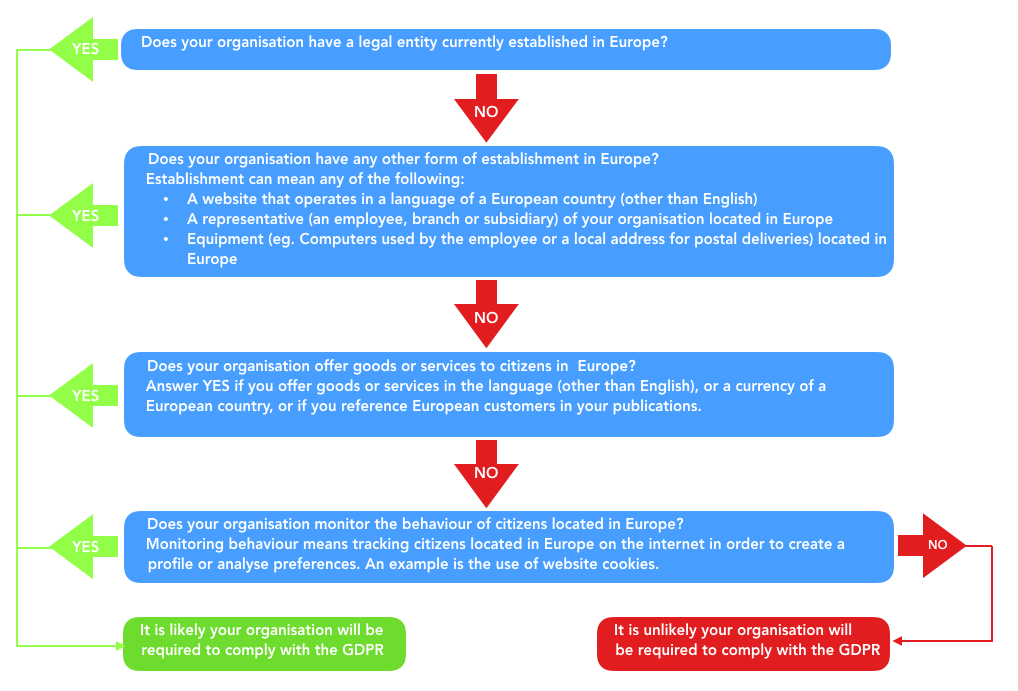 YES
Does your organisation have a legal entity currently established in Europe?
NO
Does your organisation have any other form of establishment in Europe?
Establishment can mean any of the following:
• A website that operates in a language of a European country (other than English)
• A representative (an employee, branch or subsidiary) of your organisation located in Europe
• Equipment (eg. Computers used by the employee or a local address for postal deliveries) located in
Europe
YES
NO
Does your organisation offer goods or services to citizens in Europe?
Answer YES if you offer goods or services in the language (other than English), or a currency of a
European country, or if you reference European customers in your publications.
YES
NO
Does your organisation monitor the behaviour of citizens located in Europe?
Monitoring behaviour means tracking citizens located in Europe on the internet in order to create a
profile or analyse preferences. An example is the use of website cookies.
YES
NO
It is likely your organisation will be
required to comply with the GDPR
It is unlikely your organisation will
be required to comply with the GDPR